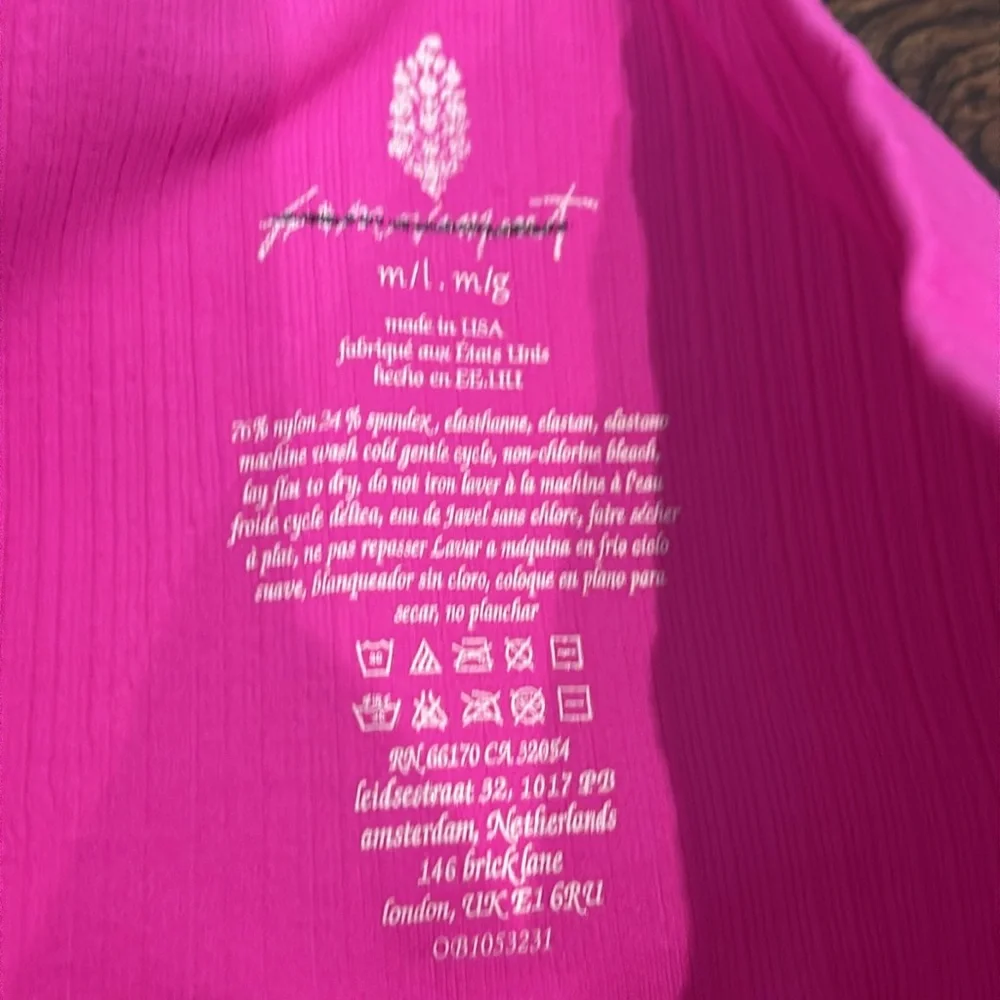 m/l . m/g
made in USA
fabriqué aux États Unis
hecho en EE.UU
76% nylon 24 % spandex, elasthanne, elastan, elastano
machine wash cold gentle cycle, non-chlorine bleach,
lay flat to dry, do not iron laver à la machine à l'eau
froide cycle délica, eau de Javel sans chlore, faire sécher
à plat, ne pas repasser Lavar a máquina en frio ciclo
suave, blanqueador sin cloro, coloque en plano para
secar, no planchar
30
RN 66170 CA 32054
leidsestraat 32, 1017 PB
amsterdam, Netherlands
146 brick lane
london, UK E1 6RU
OB1053231